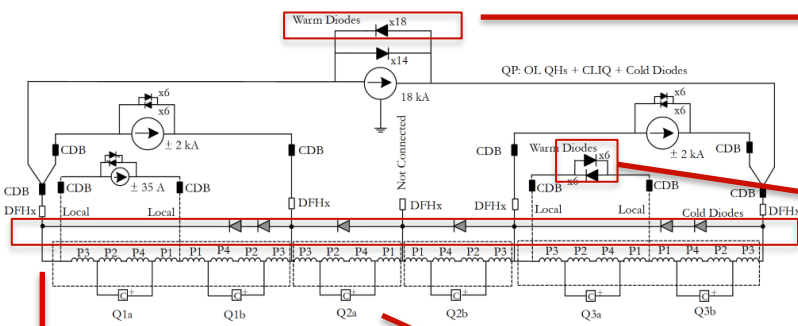 Warm Diodes
x18
x14
QP: OL QHs + CLIQ + Cold Diodes
18 kA
x6
x6
± 2 kA
x6
x6
± 2 kA
Not Connected
Warm Diodes
x6
x6
CDB
CDB
CDB
CDB
± 35 A
CDB
CDB
CDB
CDB
CDB
CDB
DFHx
Local
Local
DFHx
DFHx
DFHx
Local
Local
DFHx
Cold Diodes
P3 P2 P4 P1 P1 P4 P2 P3 P3 P2 P4 P1 P1 P4 P2 P3 P3 P2 P4 P1 P1 P4 P2 P3
C + C + C + C + C + C +
Q1a Q1b Q2a Q2b Q3a Q3b